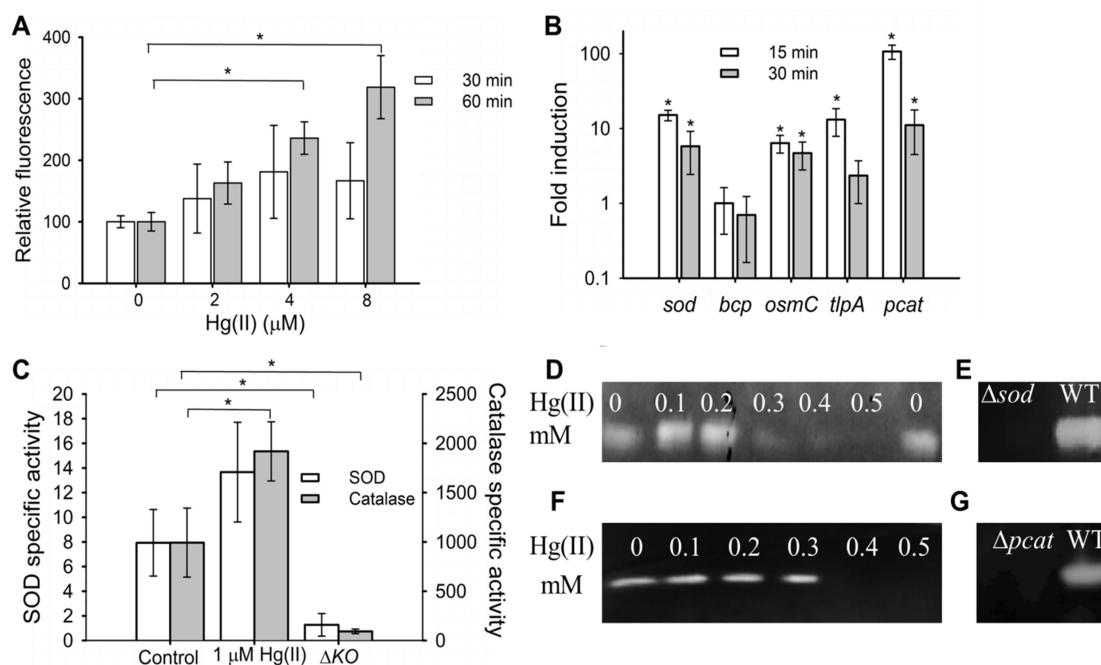 A
Relative fluorescence
400
300
200
100
0
*
*
30 min
60 min
0 2 4 8
Hg(II) (μM)
B
Fold induction
100
10
1
0.1
15 min
30 min
* * * * * * *
sod bcp osmC tlpA pcat
C
SOD specific activity
20
18
16
14
12
10
8
6
4
2
0
*
*
*
SOD
Catalase
Catalase specific activity
2500
2000
1500
1000
500
0
Control 1 μM Hg(II) ΔKO
D
Hg(II) 0 0.1 0.2 0.3 0.4 0.5 0
mM
E
Δsod WT
F
Hg(II) 0 0.1 0.2 0.3 0.4 0.5
mM
G
Δpcat WT